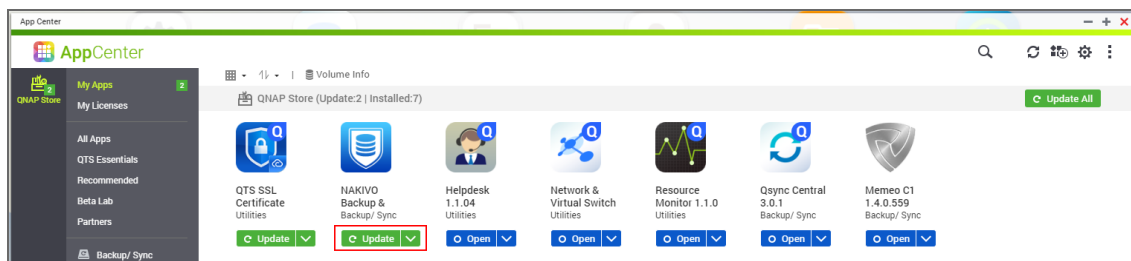 App Center
AppCenter
2
QNAP Store
My Apps 2
My Licenses
All Apps
QTS Essentials
Recommended
Beta Lab
Partners
Backup/ Sync
Volume Info
QNAP Store (Update:2 | Installed:7)
Update All
QTS SSL
Certificate
Utilities
Update
NAKIVO
Backup &
Backup/ Sync
Update
Helpdesk
1.1.04
Utilities
Open
Network &
Virtual Switch
Utilities
Open
Resource
Monitor 1.1.0
Utilities
Open
Qsync Central
3.0.1
Backup/ Sync
Open
Memeo C1
1.4.0.559
Backup/ Sync
Open